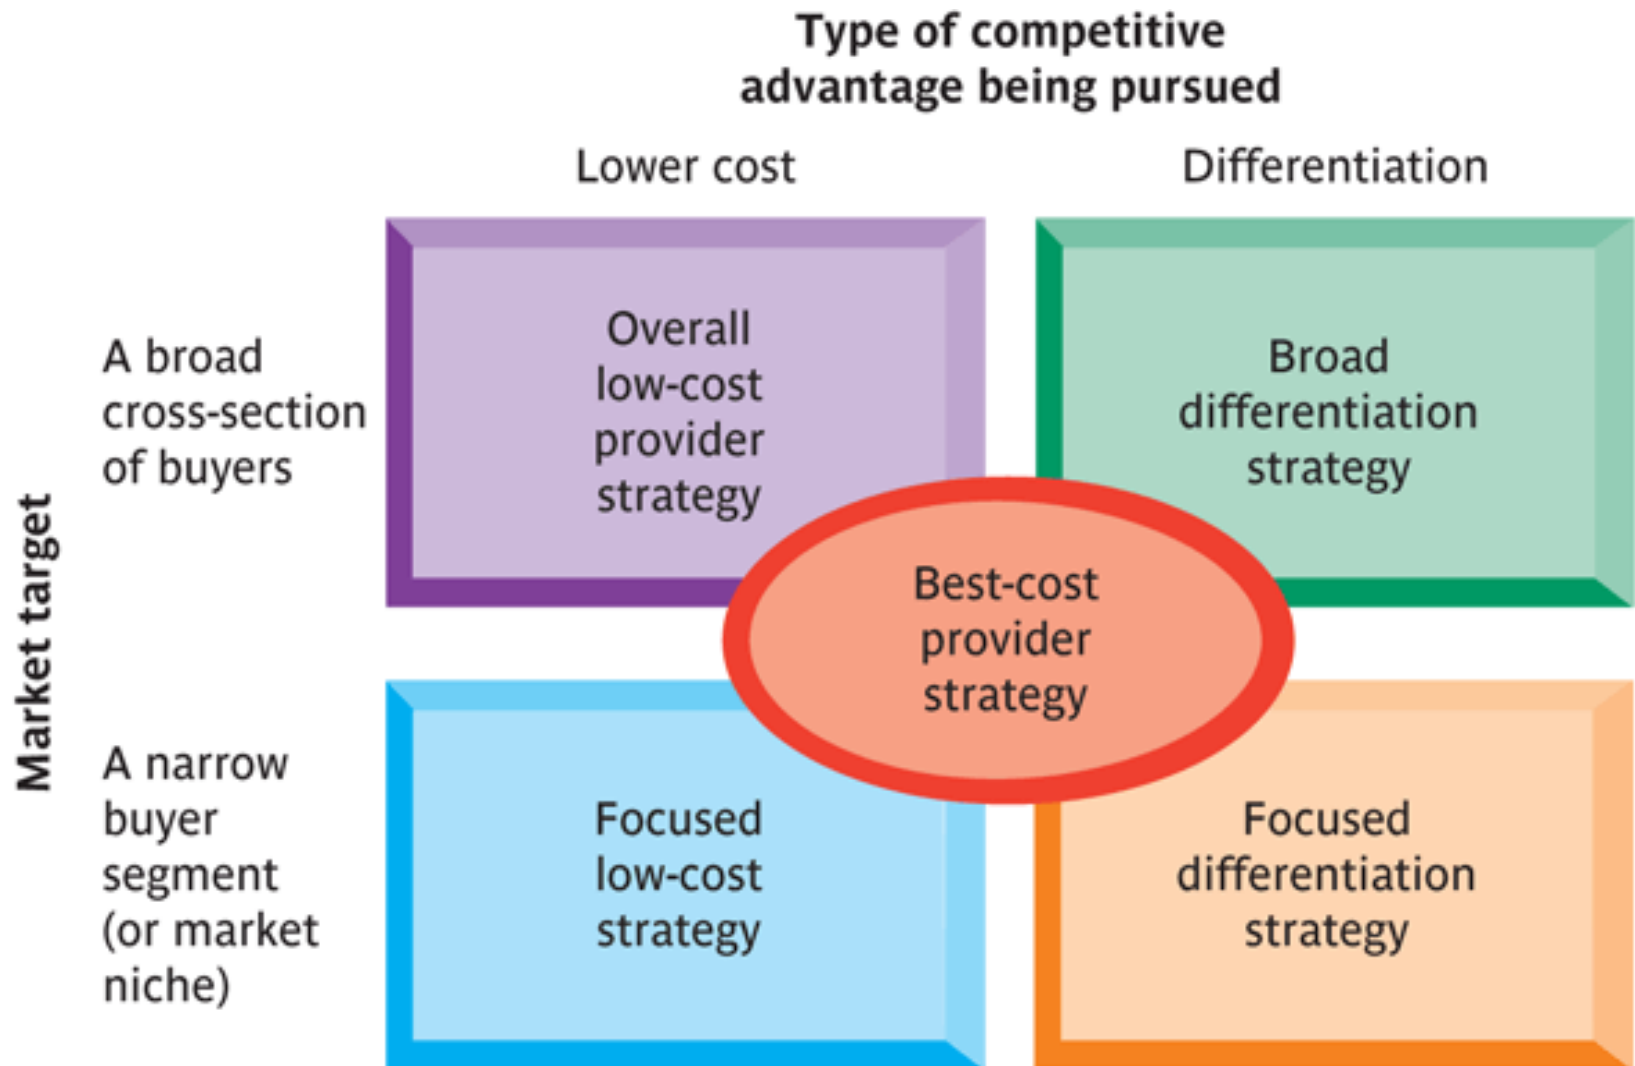 Type of competitive
advantage being pursued
Lower cost
Differentiation
Market target
A broad
cross-section
of buyers
Overall
low-cost
provider
strategy
Broad
differentiation
strategy
Best-cost
provider
strategy
A narrow
buyer
segment
(or market
niche)
Focused
low-cost
strategy
Focused
differentiation
strategy